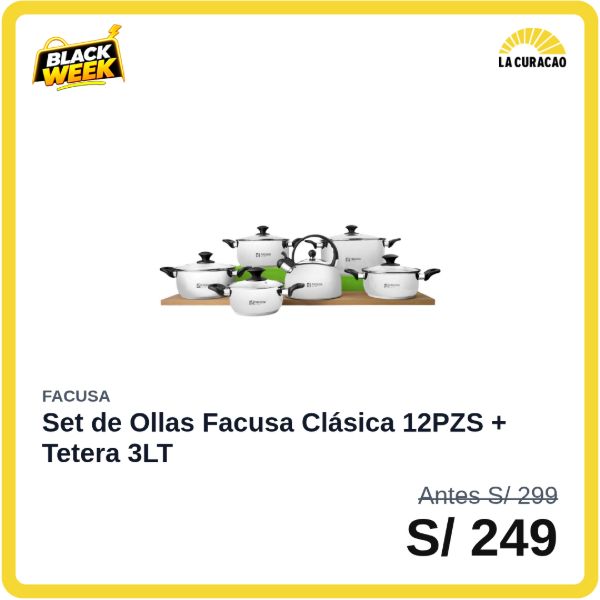 BLACK
WEEK
LA CURACAO
FACUSA
Set de Ollas Facusa Clásica 12PZS +
Tetera 3LT
Antes S/ 299
S/ 249